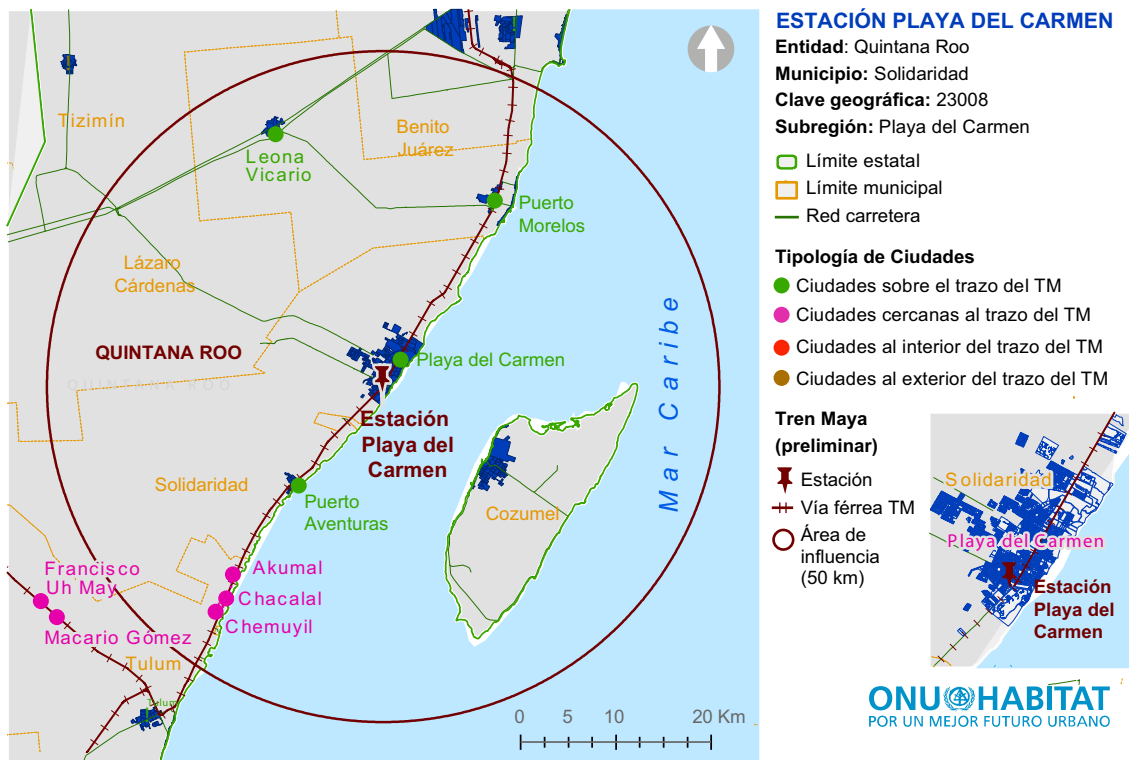 Tizimín
Leona
Vicario
Benito
Juárez
Puerto
Morelos
Lázaro
Cárdenas
QUINTANA ROO
QUINTANA ROO
Playa del Carmen
Estación
Playa del
Carmen
Mar Caribe
Solidaridad
Puerto
Aventuras
Cozumel
Francisco
Uh May
Akumal
Chacalal
Chemuyil
Macario Gómez
Tulum
Tulum
0 5 10 20 Km
ESTACIÓN PLAYA DEL CARMEN
Entidad: Quintana Roo
Municipio: Solidaridad
Clave geográfica: 23008
Subregión: Playa del Carmen
Límite estatal
Límite municipal
Red carretera
Tipología de Ciudades
Ciudades sobre el trazo del TM
Ciudades cercanas al trazo del TM
Ciudades al interior del trazo del TM
Ciudades al exterior del trazo del TM
Tren Maya
(preliminar)
Estación
Vía férrea TM
Área de
influencia
(50 km)
Solidaridad
Playa del Carmen
Estación
Playa del
Carmen
ONU HABITAT
POR UN MEJOR FUTURO URBANO